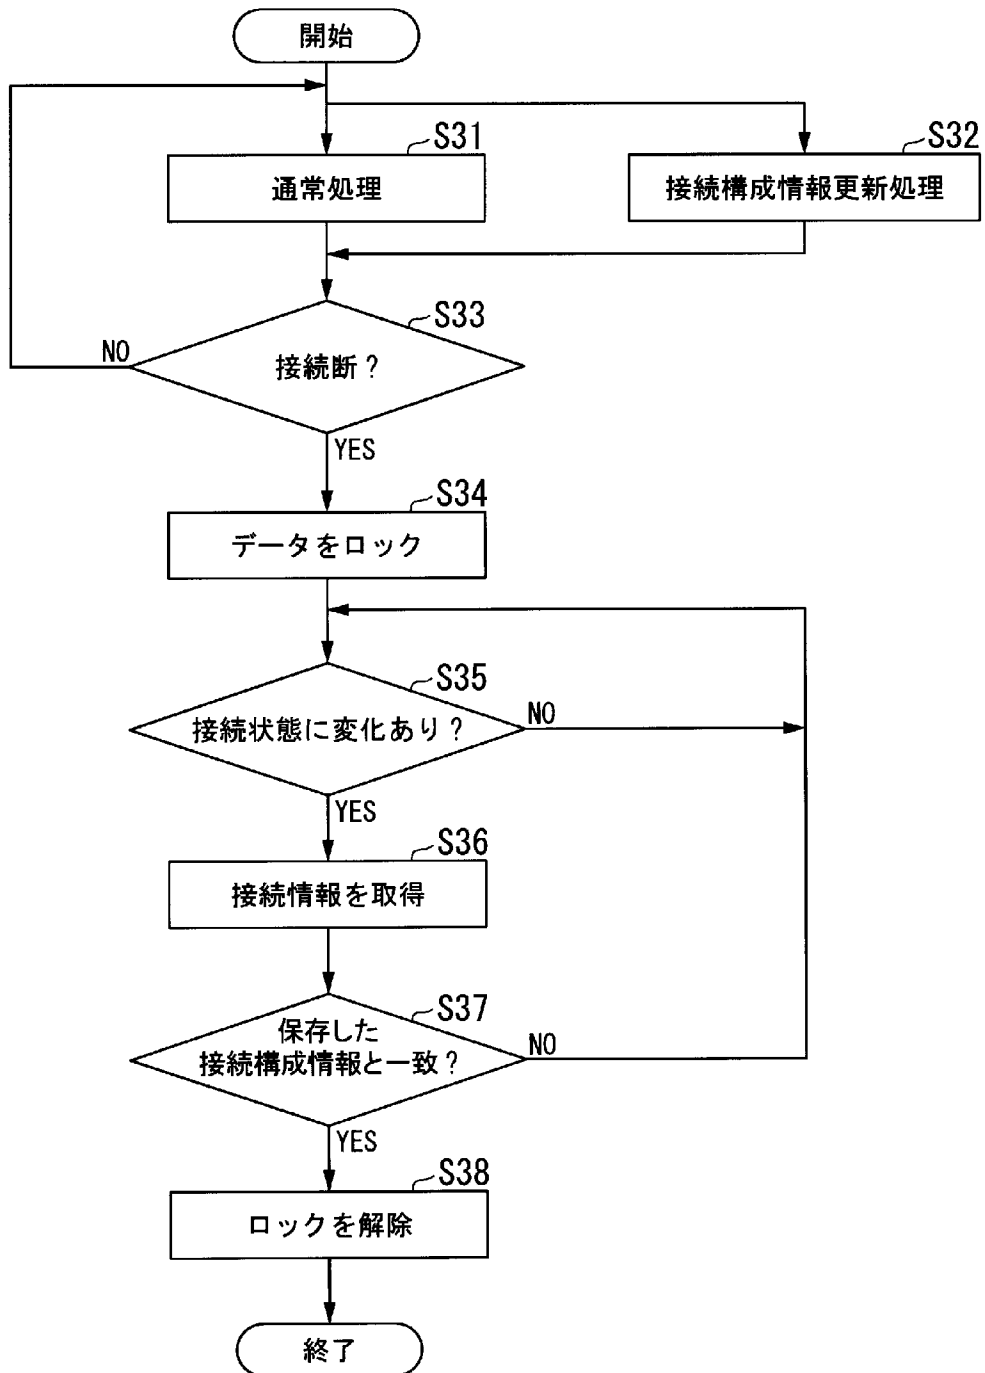 開始
S31
通常処理
S32
接続構成情報更新処理
S33
接続断？
NO
YES
S34
データをロック
S35
接続状態に変化あり？
NO
YES
S36
接続情報を取得
S37
保存した
接続構成情報と一致？
NO
YES
S38
ロックを解除
終了